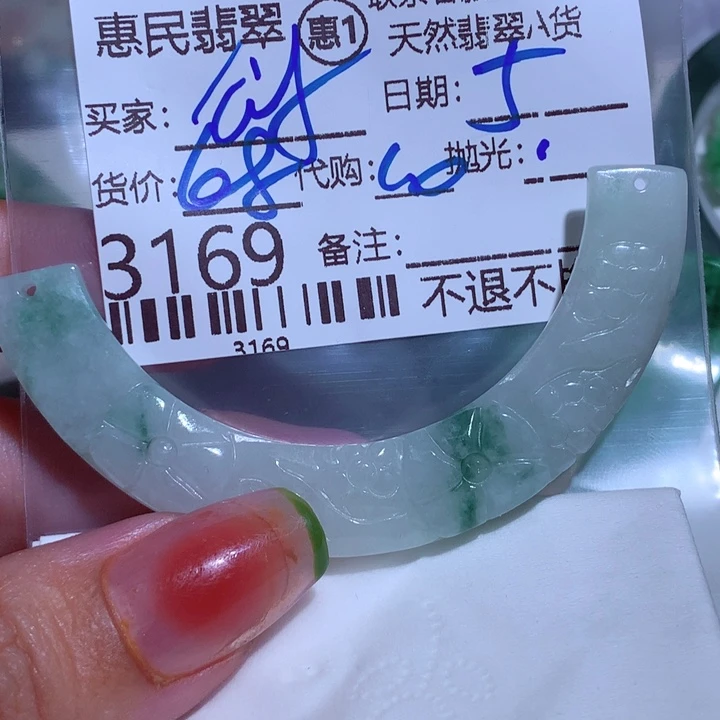 惠民翡翠 惠1 天然翡翠A货
买家: 日期: 5
货价: 68 代购: 抛光:
3169 备注:
不退不
3169